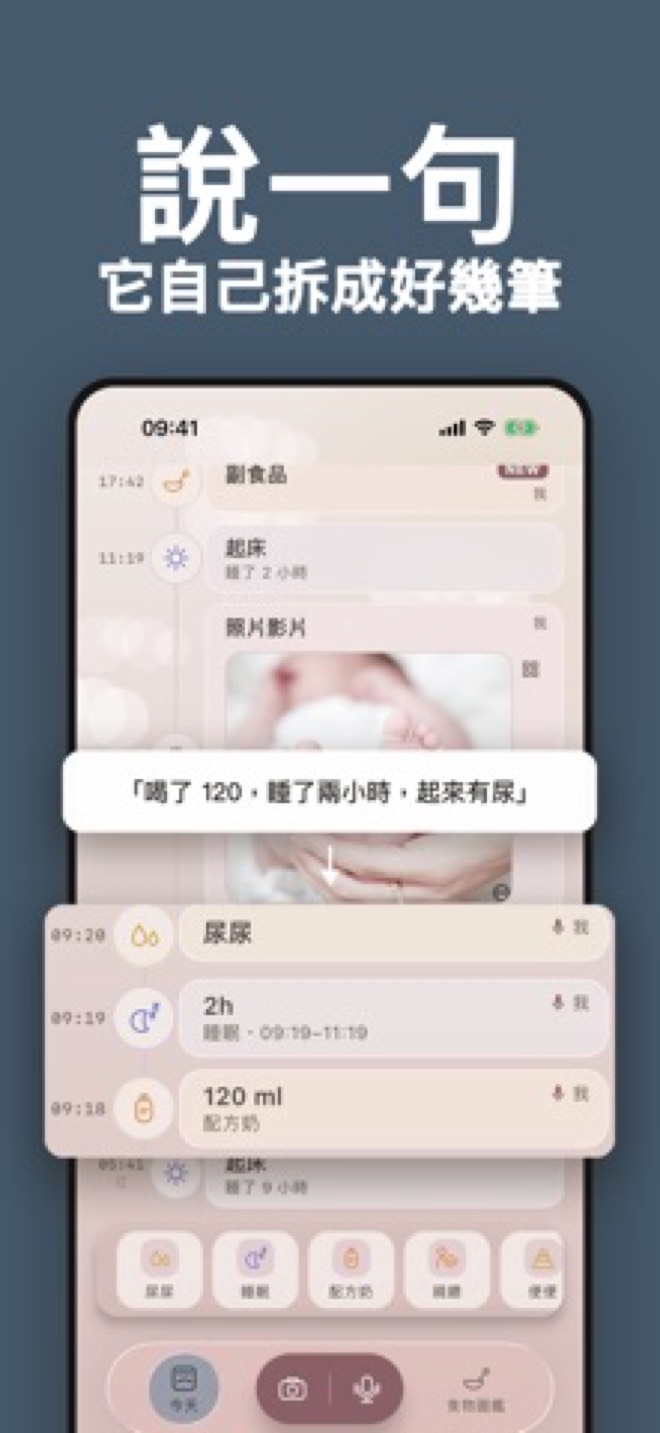 說一句
它自己拆成好幾筆
09:41
17:42
副食品
NEW
我
11:19
起床
睡了 2 小時
照片影片
我
「喝了 120，睡了兩小時，起來有尿」
09:20
尿尿
我
09:19
2h
我
睡眠・09:19–11:19
09:18
120 ml
我
配方奶
05:41
起床
睡了 9 小時
尿尿
睡眠
配方奶
便便
今天
食物圖鑑